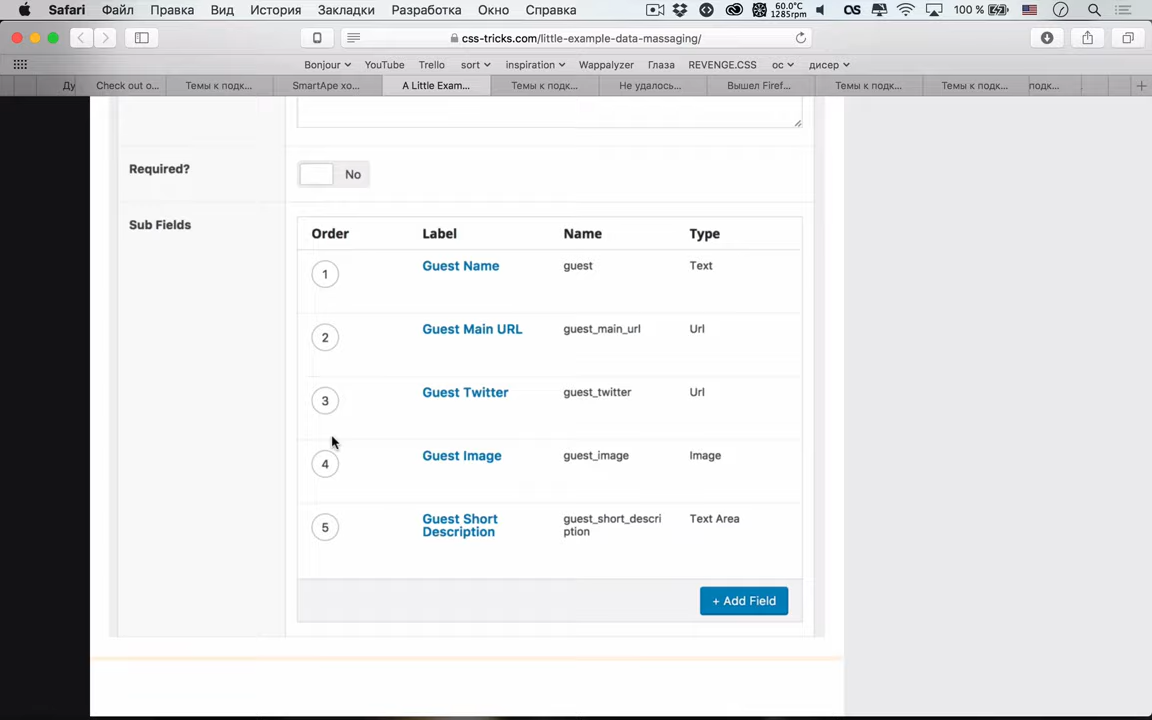 Safari Файл Правка Вид История Закладки Разработка Окно Справка 60.0°C 1285rpm 100 %
css-tricks.com/little-example-data-massaging/
Bonjour YouTube Trello sort inspiration Wappalyzer Глаза REVENGE.CSS ос дисер
Ду Check out o... Темы к подк... SmartApe хо... A Little Exam... Темы к подк... Не удалось... Вышел Firef... Темы к подк... Темы к подк... подк...
Required?
No
Sub Fields
Order Label Name Type
1 Guest Name guest Text
2 Guest Main URL guest_main_url Url
3 Guest Twitter guest_twitter Url
4 Guest Image guest_image Image
5 Guest Short guest_short_descri Text Area
Description ption
+ Add Field